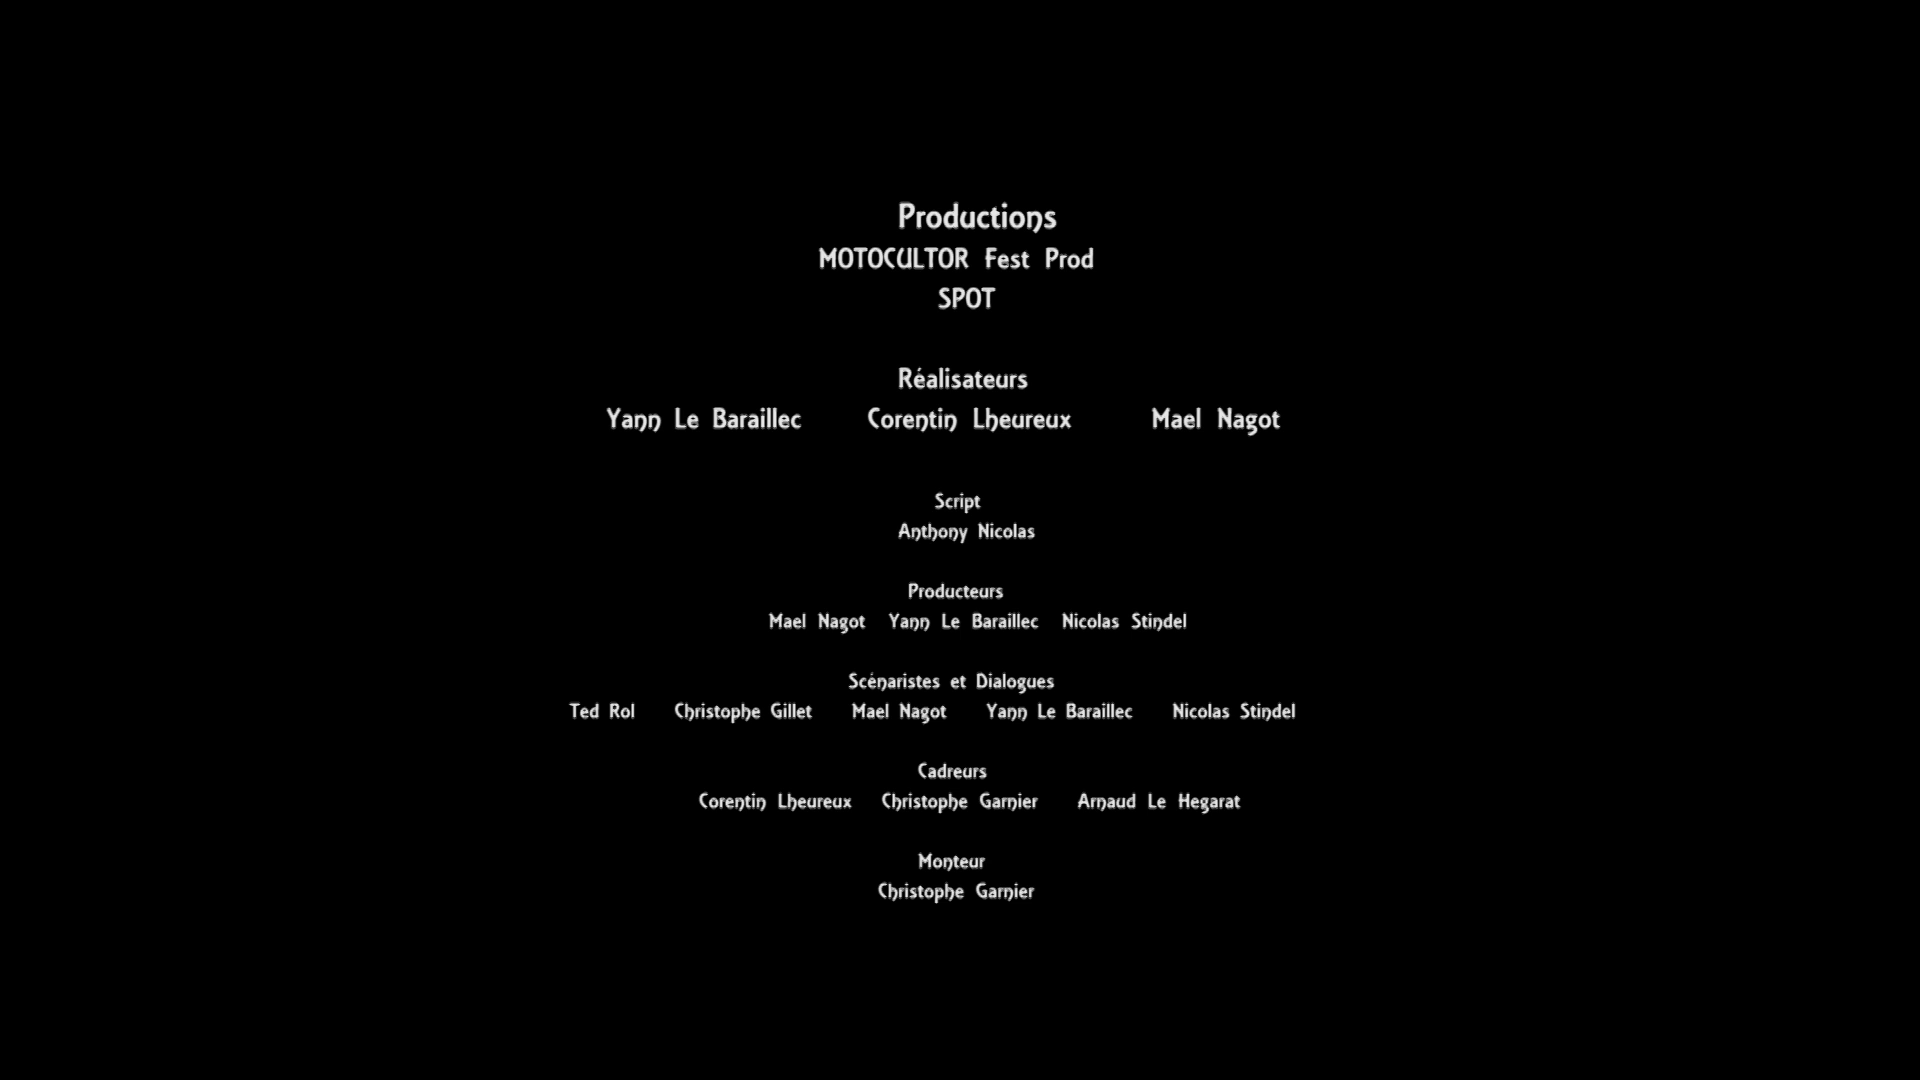 Productions
MOTOCULTOR Fest Prod
SPOT
Réalisateurs
Yann Le Baraillec Corentin Lheureux Mael Nagot
Script
Anthony Nicolas
Producteurs
Mael Nagot Yann Le Baraillec Nicolas Stindel
Scénaristes et Dialogues
Ted Rol Christophe Gillet Mael Nagot Yann Le Baraillec Nicolas Stindel
Cadreurs
Corentin Lheureux Christophe Garnier Arnaud Le Hegarat
Monteur
Christophe Garnier